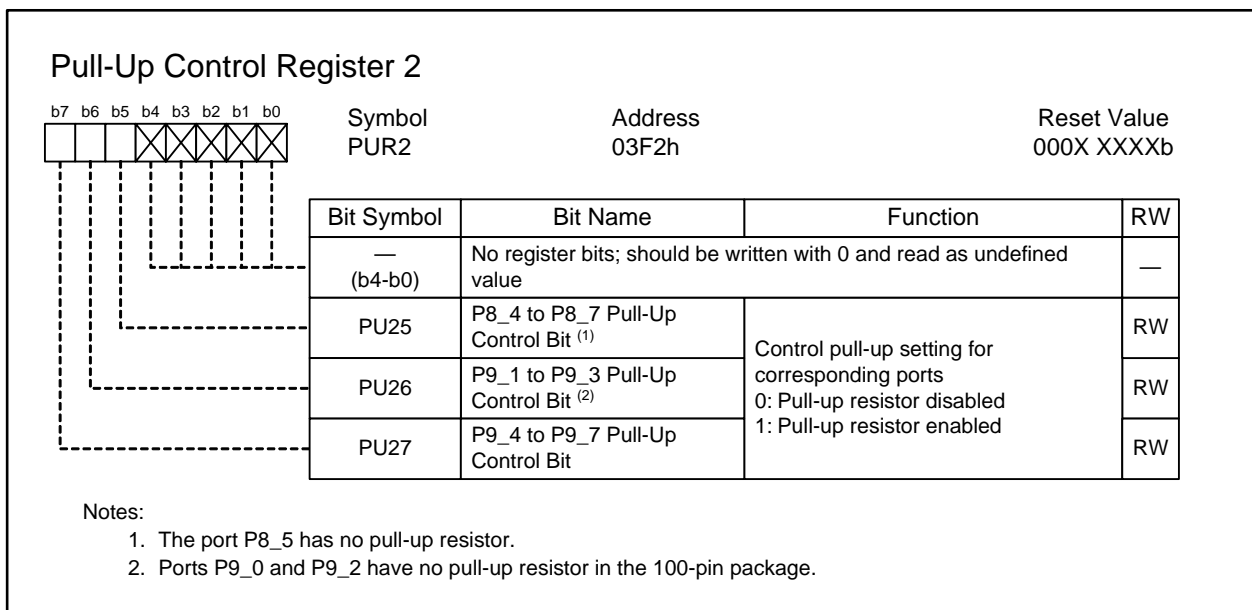 Pull-Up Control Register 2
b7 b6 b5 b4 b3 b2 b1 b0
Symbol Address Reset Value
PUR2 03F2h 000X XXXXb
Bit Symbol Bit Name Function RW
—
(b4-b0)
No register bits; should be written with 0 and read as undefined
value
—
PU25
P8_4 to P8_7 Pull-Up
Control Bit (1)
Control pull-up setting for
corresponding ports
0: Pull-up resistor disabled
1: Pull-up resistor enabled
RW
PU26
P9_1 to P9_3 Pull-Up
Control Bit (2)
RW
PU27
P9_4 to P9_7 Pull-Up
Control Bit
RW
Notes:
1. The port P8_5 has no pull-up resistor.
2. Ports P9_0 and P9_2 have no pull-up resistor in the 100-pin package.